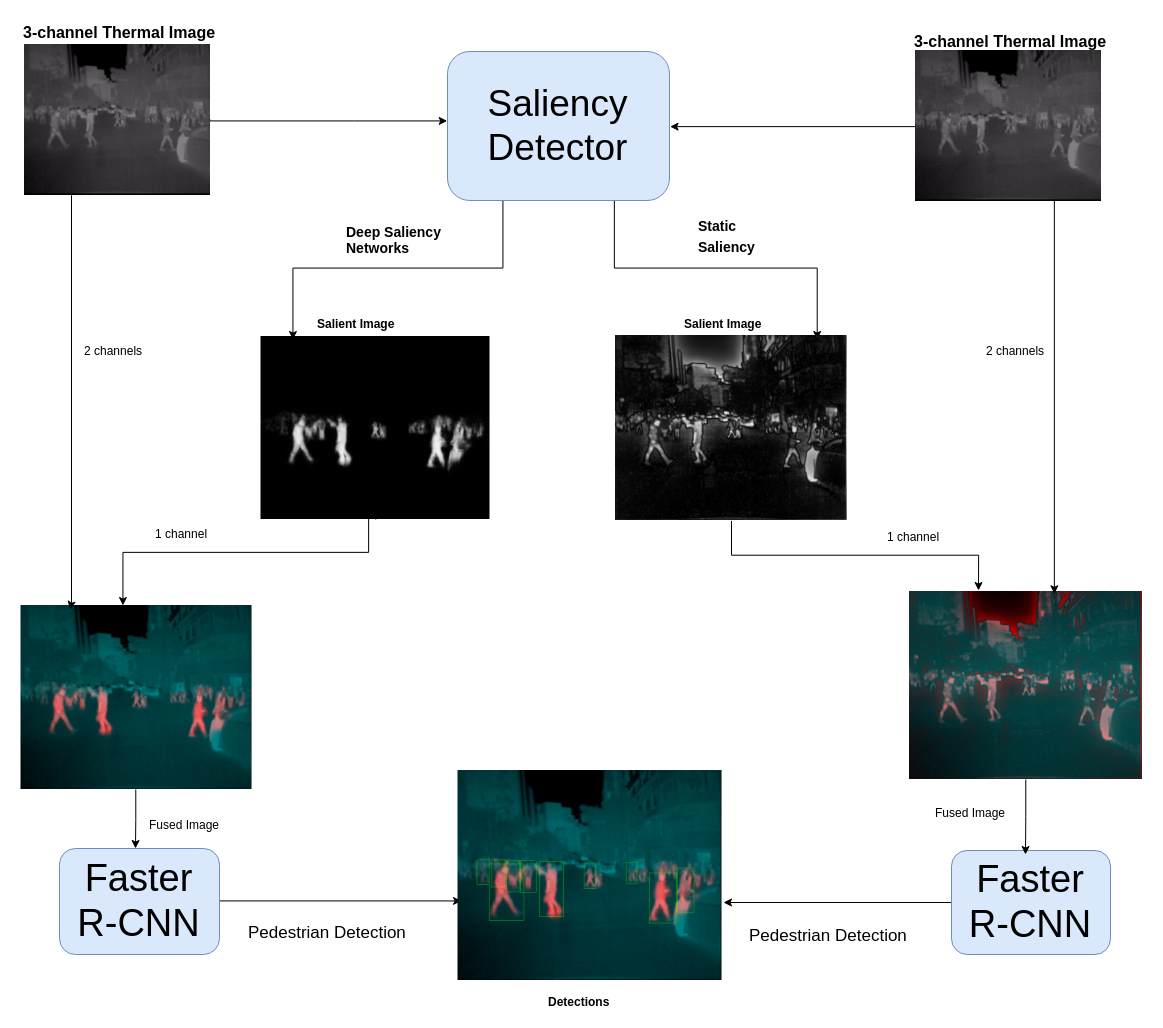 3-channel Thermal Image
3-channel Thermal Image
Saliency
Detector
Deep Saliency
Networks
Static
Saliency
Salient Image
Salient Image
2 channels
2 channels
1 channel
1 channel
Fused Image
Fused Image
Faster
R-CNN
Faster
R-CNN
Pedestrian Detection
Pedestrian Detection
Detections